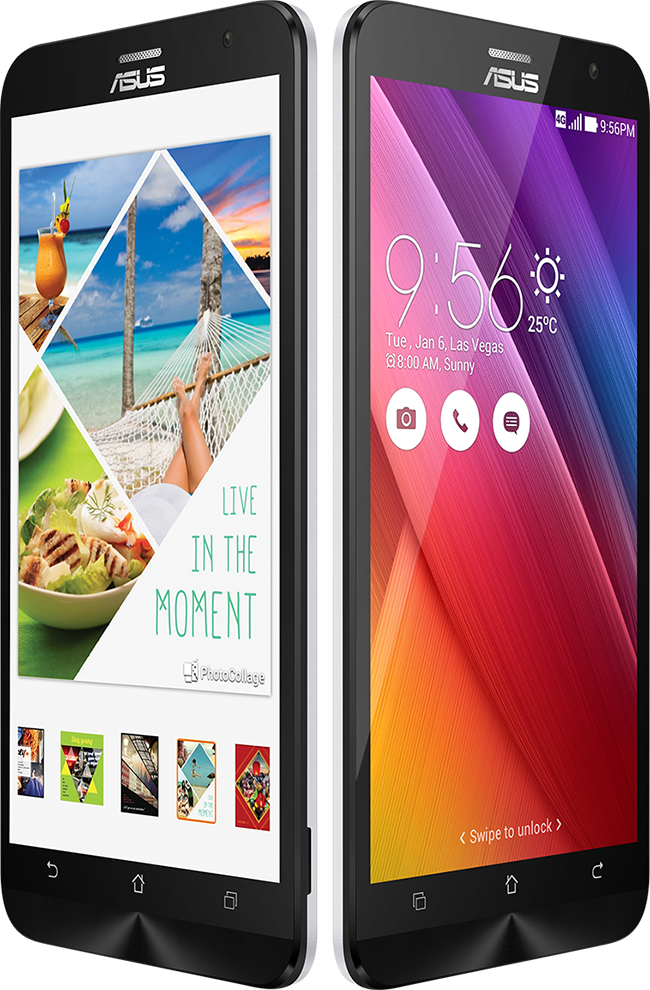 ASUS
LIVE
IN THE
MOMENT
PhotoCollage
ASUS
4G 9:56PM
9:56
25ºC
Tue , Jan 6, Las Vegas
8:00 AM, Sunny
< Swipe to unlock >